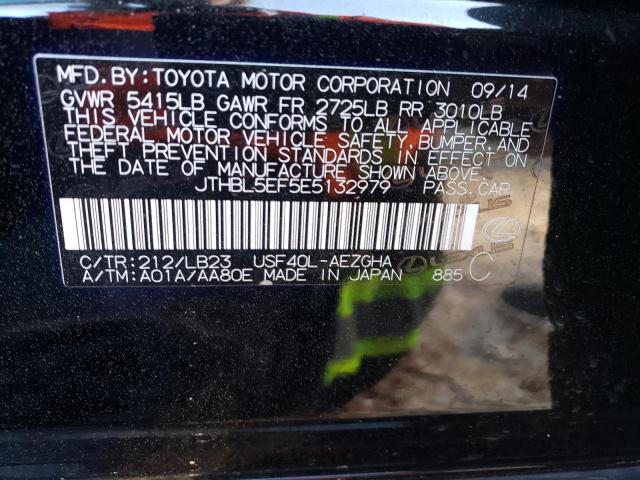 MFD.BY:TOYOTA MOTOR CORPORATION 09/14
GVWR 5415LB GAWR FR 2725LB RR 3010LB
THIS VEHICLE CONFORMS TO ALL APPLICABLE
FEDERAL MOTOR VEHICLE SAFETY,BUMPER,AND
THEFT PREVENTION STANDARDS IN EFFECT ON
THE DATE OF MANUFACTURE SHOWN ABOVE.
JTHBL5EF5E5132979 PASS.CAR
C/TR:212/LB23 USF40L-AEZGHA
A/TM:A01A/AA80E MADE IN JAPAN 885 C